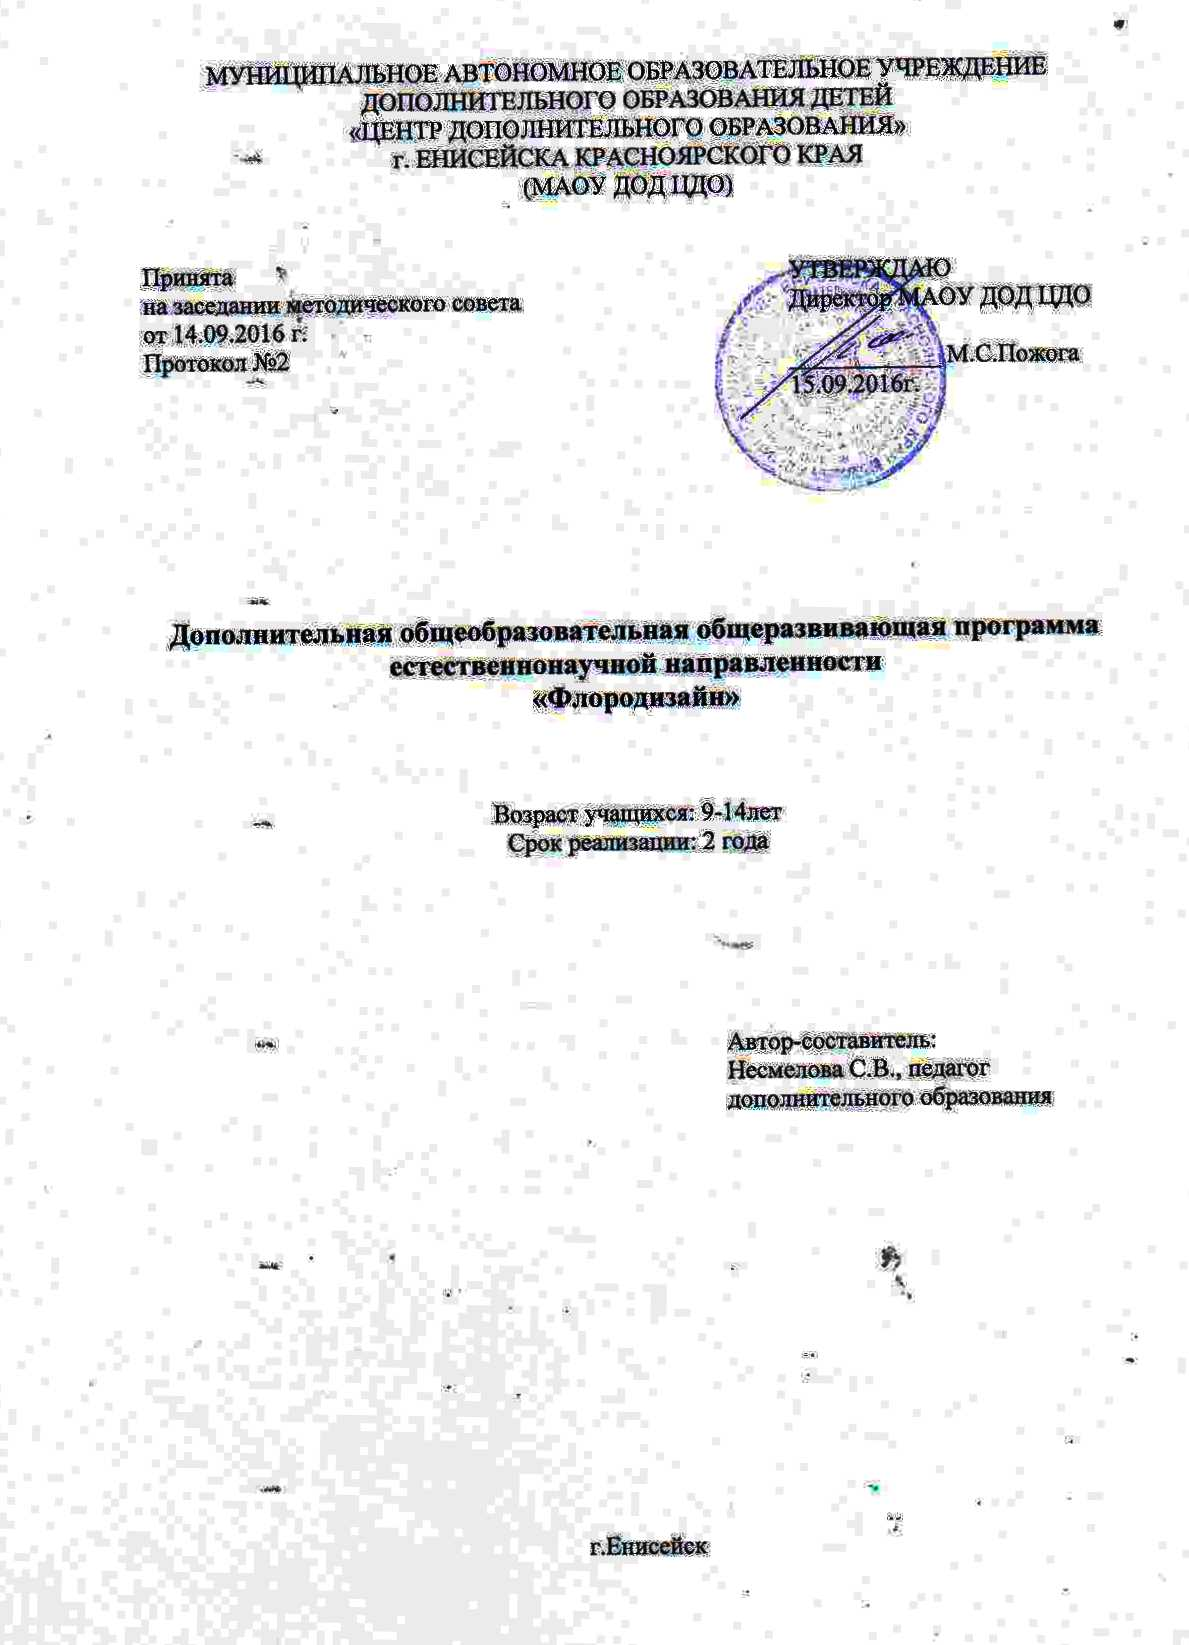 МУНИЦИПАЛЬНОЕ АВТОНОМНОЕ ОБРАЗОВАТЕЛЬНОЕ УЧРЕЖДЕНИЕ
ДОПОЛНИТЕЛЬНОГО ОБРАЗОВАНИЯ ДЕТЕЙ
«ЦЕНТР ДОПОЛНИТЕЛЬНОГО ОБРАЗОВАНИЯ»
г. ЕНИСЕЙСКА КРАСНОЯРСКОГО КРАЯ
(МАОУ ДОД ЦДО)
Принята
на заседании методического совета
от 14.09.2016 г.
Протокол №2
УТВЕРЖДАЮ
Директор МАОУ ДОД ЦДО
М.С.Пожога
15.09.2016г.
Дополнительная общеобразовательная общеразвивающая программа
естественнонаучной направленности
«Флородизайн»
Возраст учащихся: 9-14лет
Срок реализации: 2 года
Автор-составитель:
Несмелова С.В., педагог
дополнительного образования
г.Енисейск